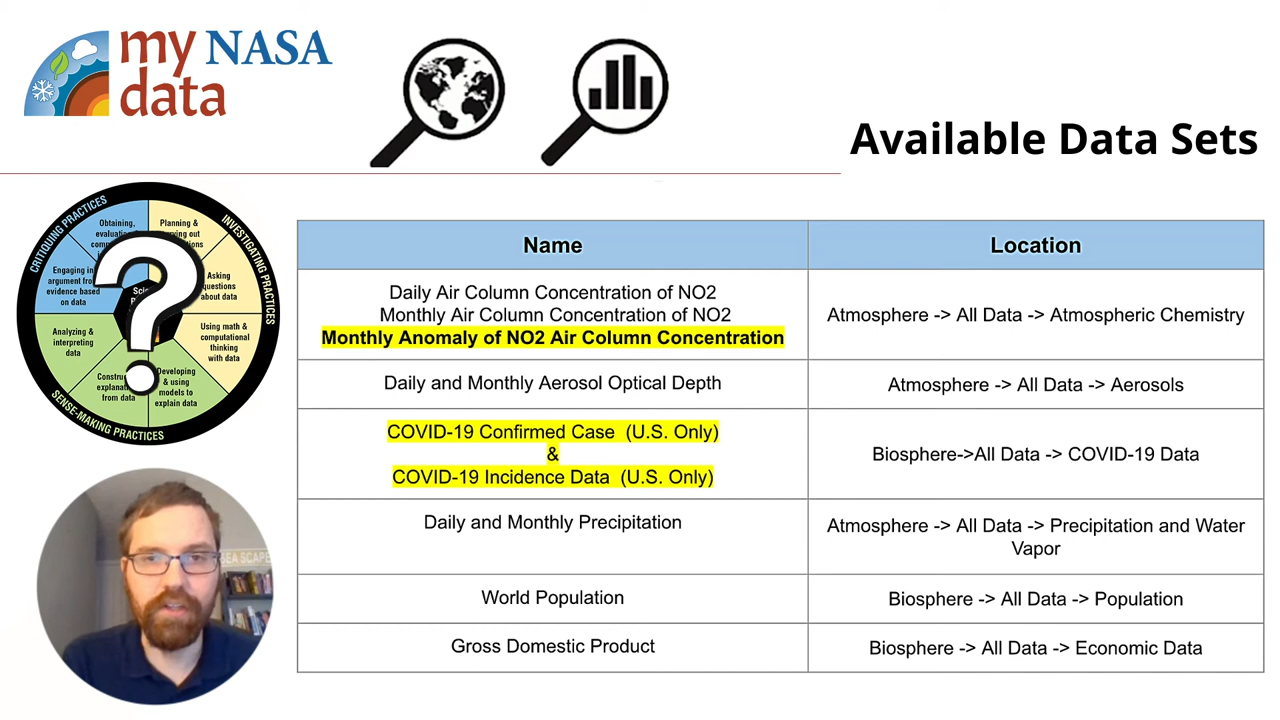 my NASA
data
Available Data Sets
CRITIQUING PRACTICES
INVESTIGATING PRACTICES
SENSE-MAKING PRACTICES
Obtaining,
Planning &
Engaging in
evidence based
on data
Asking
questions
about data
Analyzing &
interpreting
data
Using math &
computational
thinking
with data
from data
Developing
& using
models to
explain data
SEA SCAPE
Name
Location
Daily Air Column Concentration of NO2
Monthly Air Column Concentration of NO2
Monthly Anomaly of NO2 Air Column Concentration
Atmosphere -> All Data -> Atmospheric Chemistry
Daily and Monthly Aerosol Optical Depth
Atmosphere -> All Data -> Aerosols
COVID-19 Confirmed Case (U.S. Only)
&
COVID-19 Incidence Data (U.S. Only)
Biosphere->All Data -> COVID-19 Data
Daily and Monthly Precipitation
Atmosphere -> All Data -> Precipitation and Water
Vapor
World Population
Biosphere -> All Data -> Population
Gross Domestic Product
Biosphere -> All Data -> Economic Data